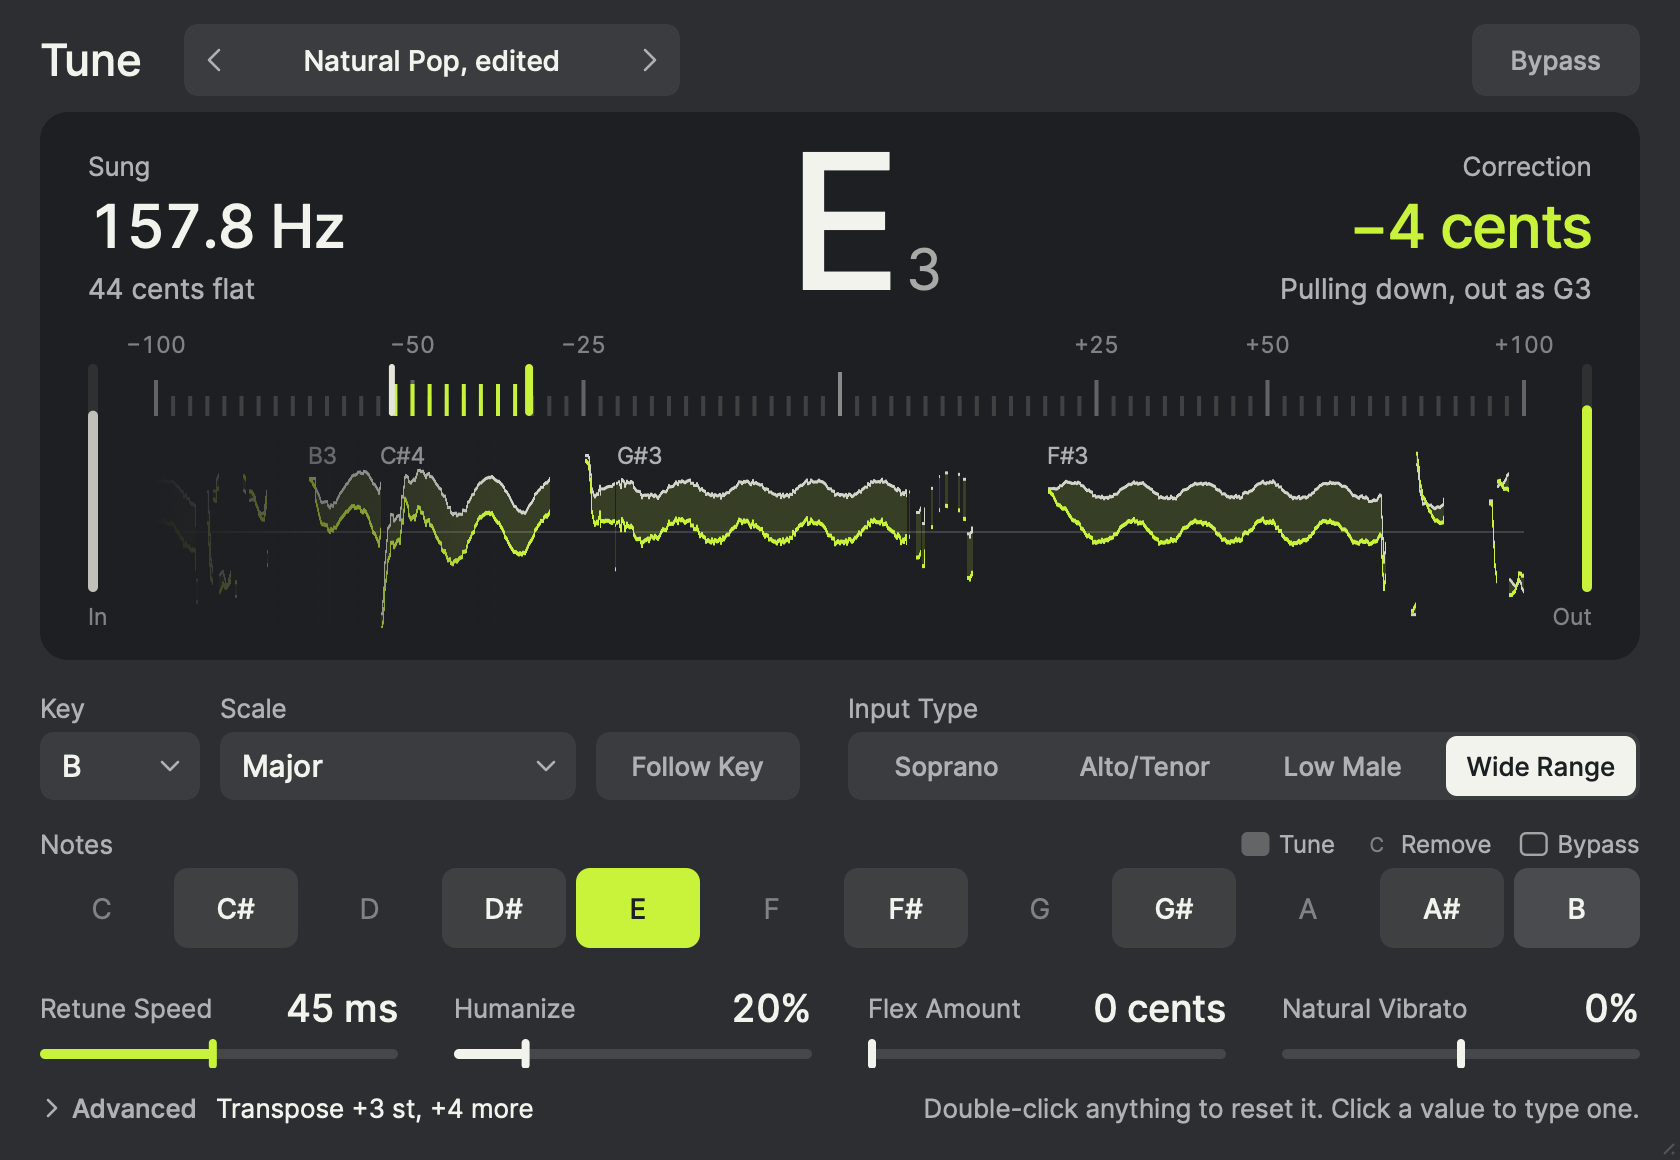 Tune
Natural Pop, edited
Bypass
Sung
157.8 Hz
44 cents flat
E3
Correction
−4 cents
Pulling down, out as G3
−100 −50 −25 +25 +50 +100
B3 C#4 G#3 F#3
In
Out
Key
B
Scale
Major
Follow Key
Input Type
Soprano Alto/Tenor Low Male Wide Range
Notes
Tune C Remove Bypass
C C# D D# E F F# G G# A A# B
Retune Speed 45 ms
Humanize 20%
Flex Amount 0 cents
Natural Vibrato 0%
Advanced Transpose +3 st, +4 more
Double-click anything to reset it. Click a value to type one.